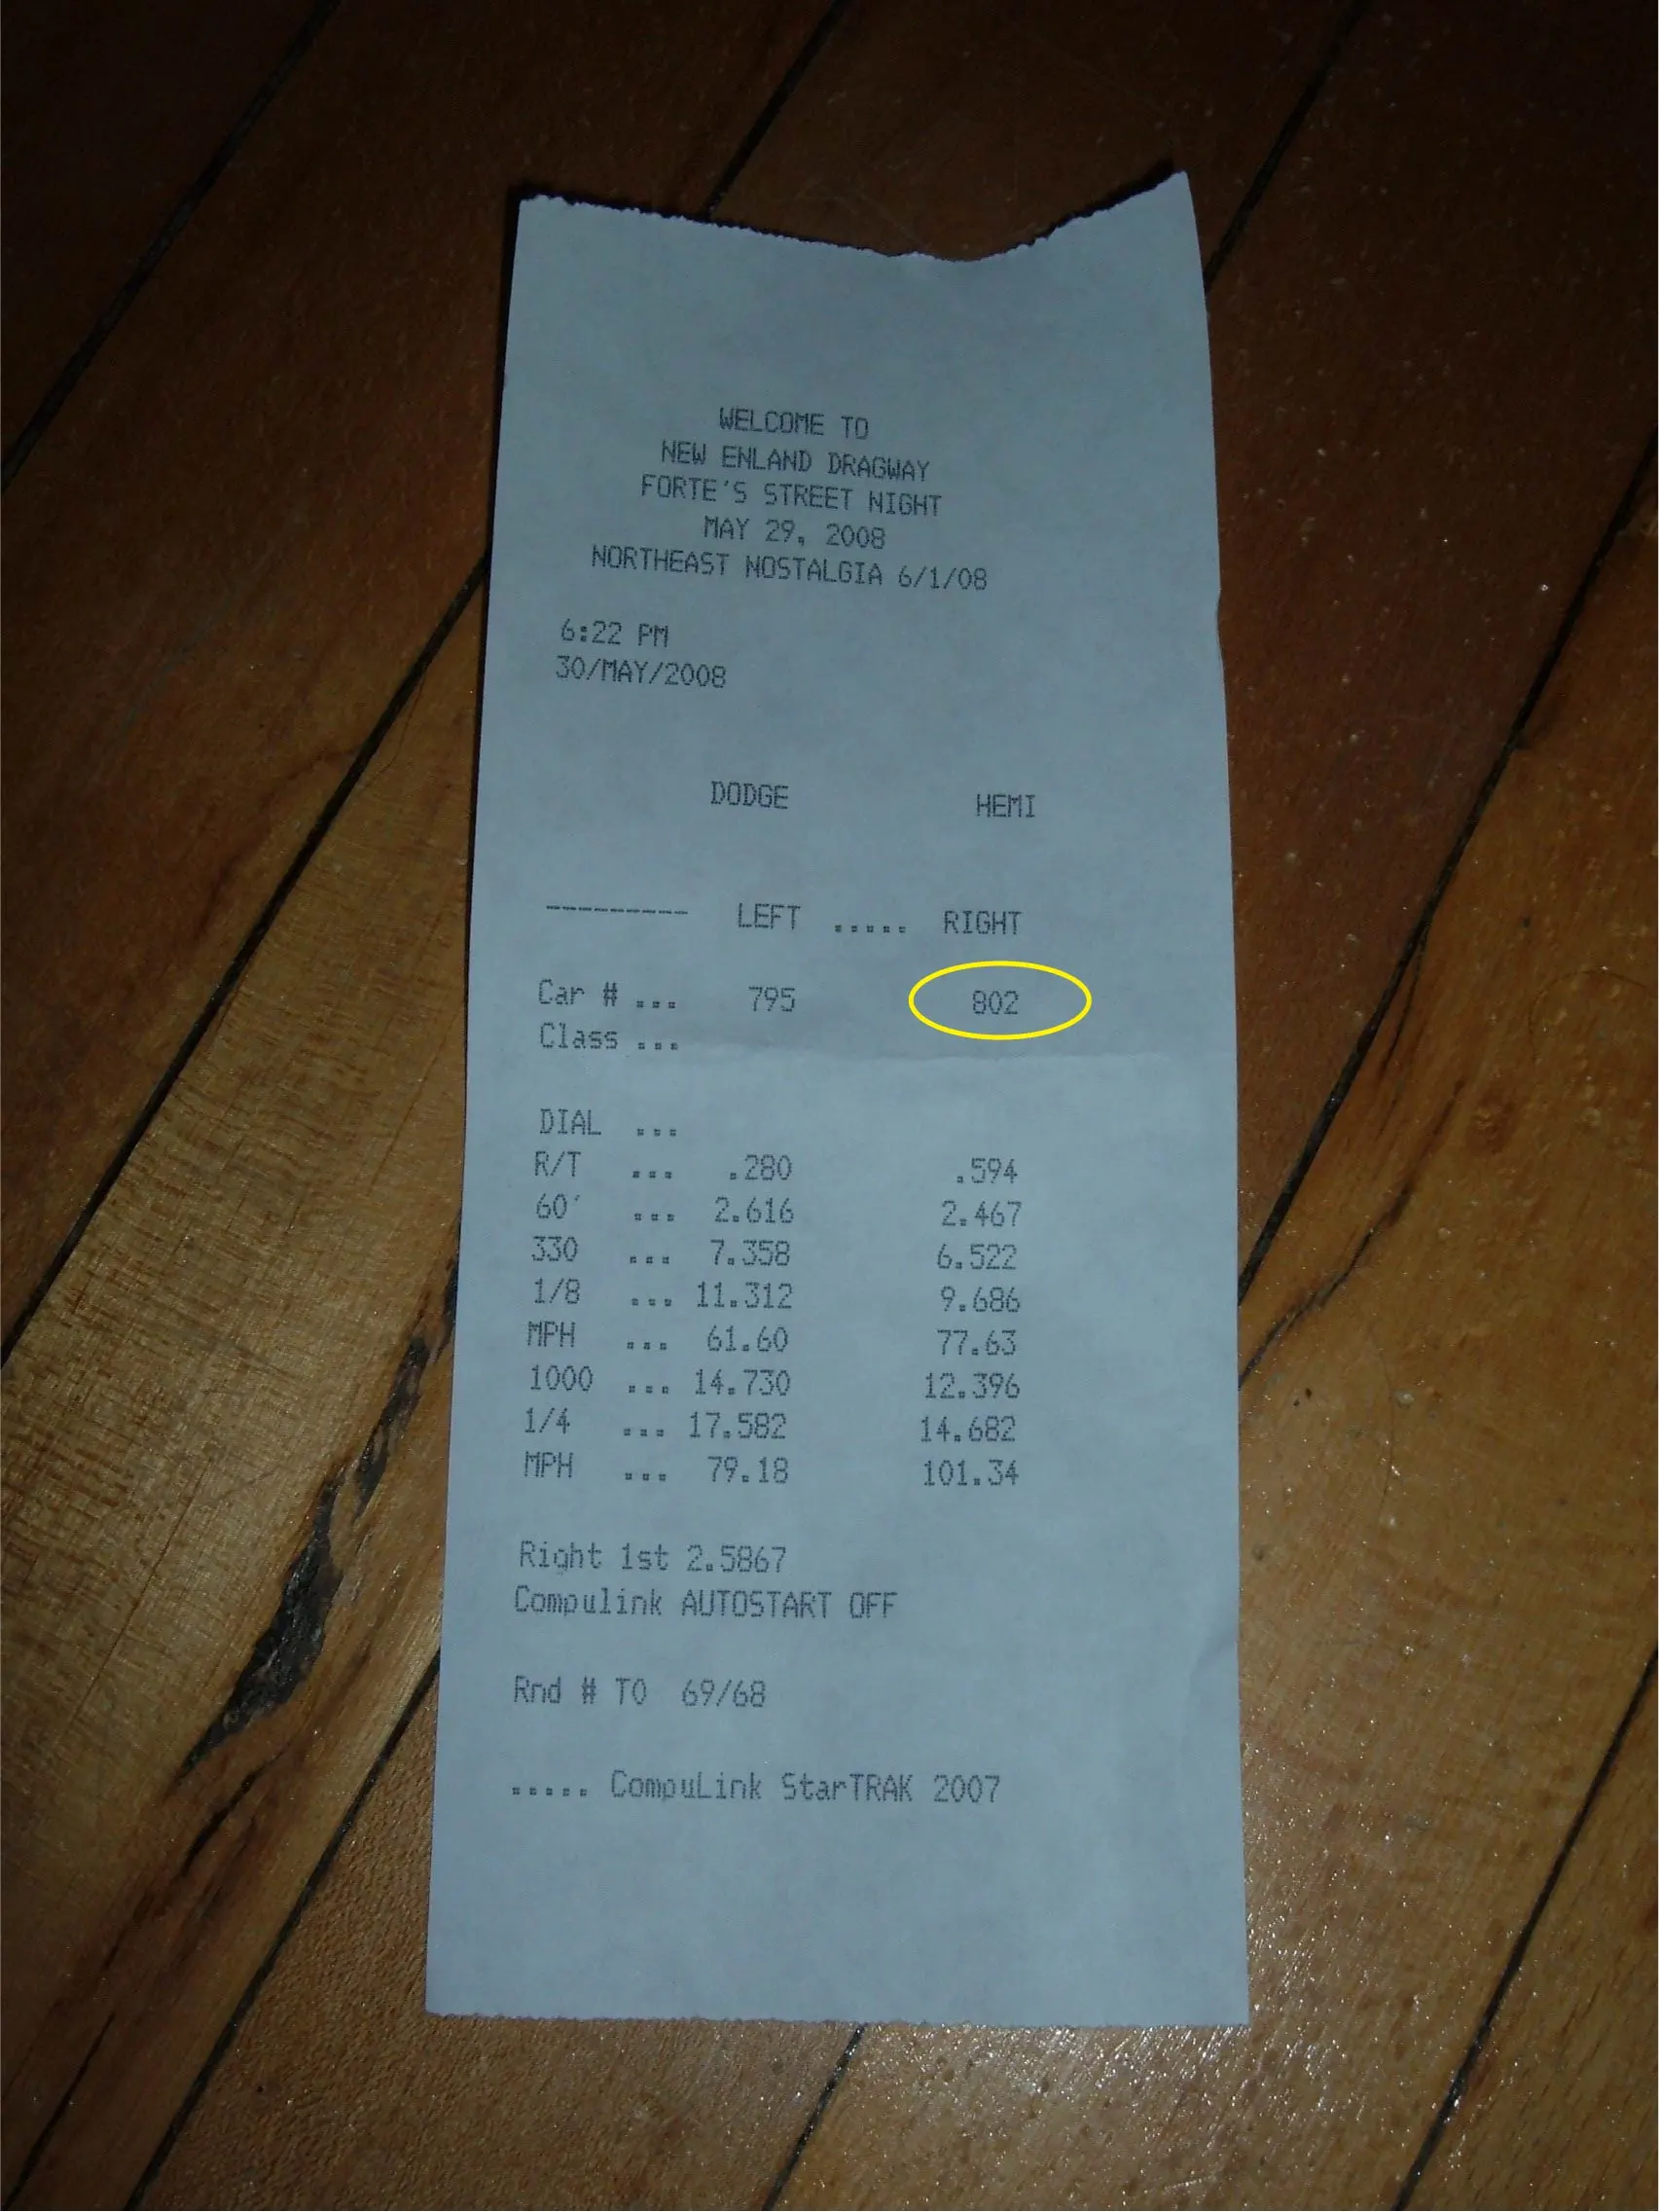 WELCOME TO
NEW ENLAND DRAGWAY
FORTE'S STREET NIGHT
MAY 29, 2008
NORTHEAST NOSTALGIA 6/1/08
6:22 PM
30/MAY/2008
DODGE HEMI
--------- LEFT ..... RIGHT
Car # ... 795 802
Class ...
DIAL ...
R/T ... .280 .594
60' ... 2.616 2.467
330 ... 7.358 6.522
1/8 ... 11.312 9.686
MPH ... 61.60 77.63
1000 ... 14.730 12.396
1/4 ... 17.582 14.682
MPH ... 79.18 101.34
Right 1st 2.5867
Compulink AUTOSTART OFF
Rnd # TO 69/68
..... CompuLink StarTRAK 2007